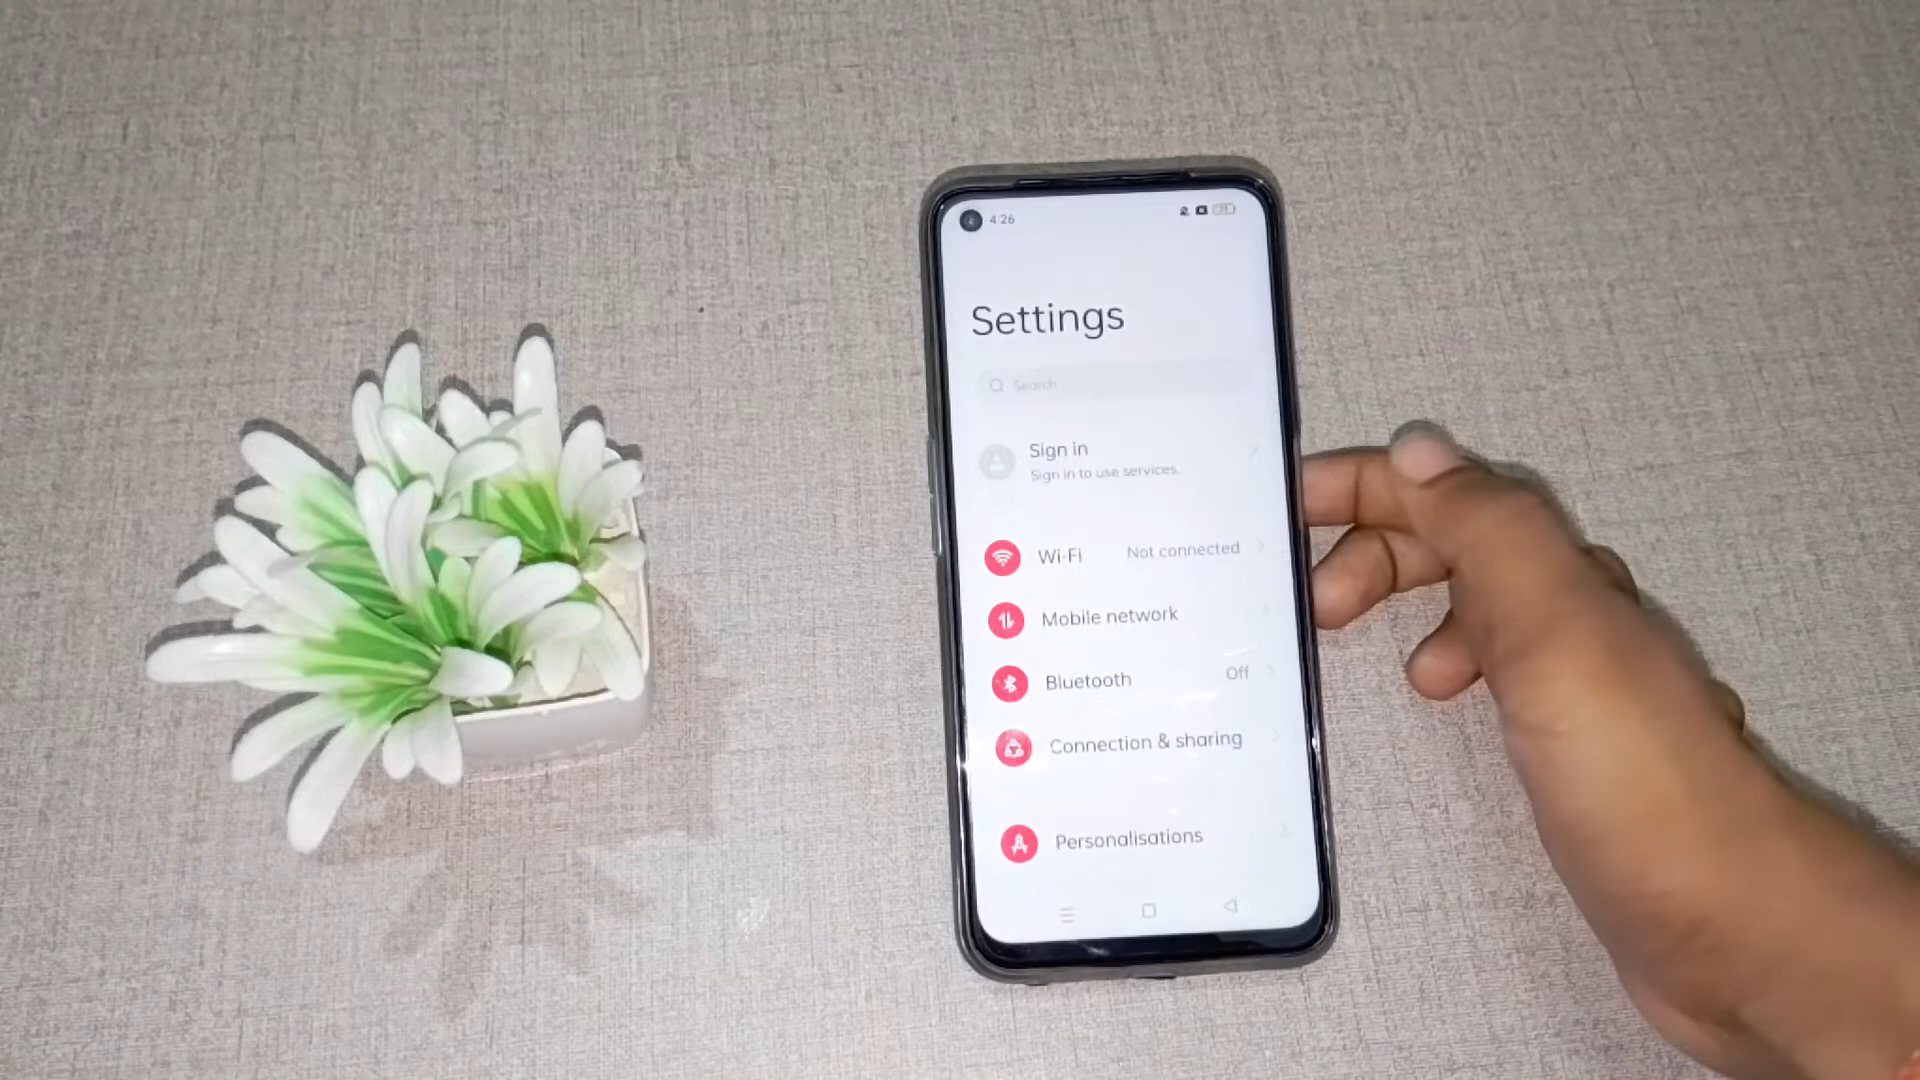 4:26
Settings
Search
Sign in
Sign in to use services.
Wi-Fi Not connected
Mobile network
Bluetooth Off
Connection & sharing
Personalisations